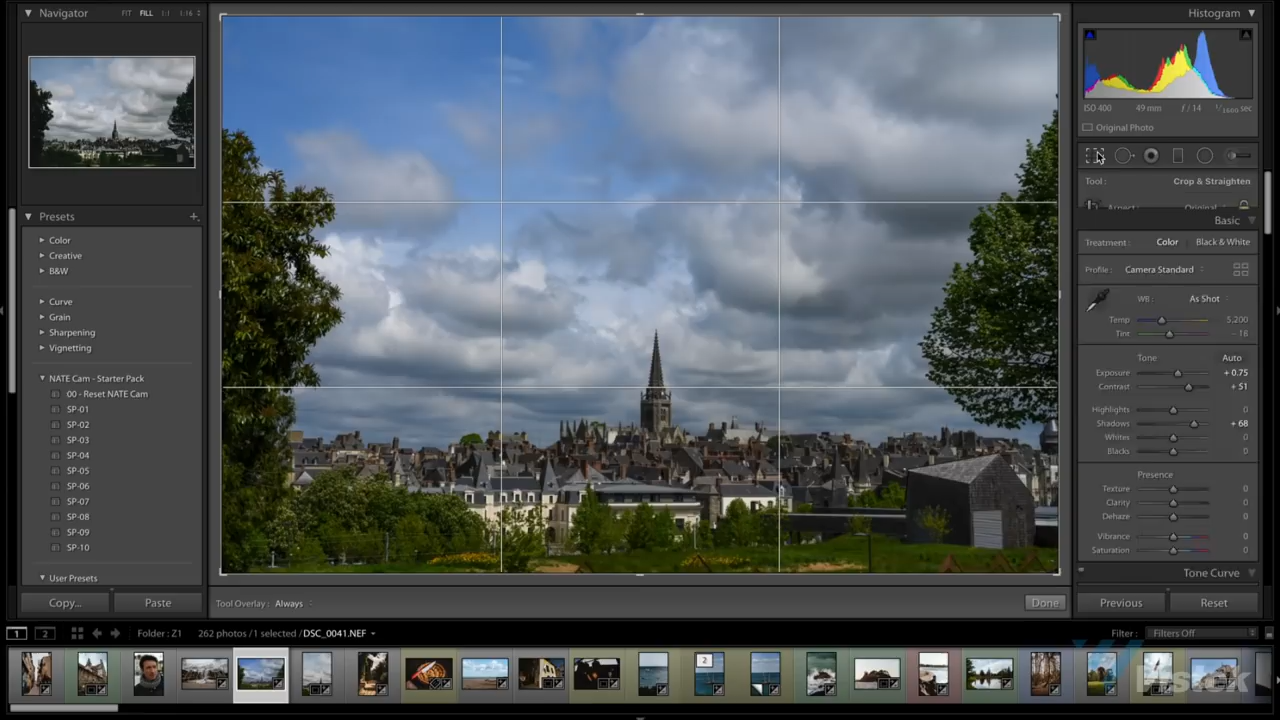 Navigator FIT FILL 1:1 1:16
Presets +
Color
Creative
B&W
Curve
Grain
Sharpening
Vignetting
NATE Cam - Starter Pack
00 - Reset NATE Cam
SP-01
SP-02
SP-03
SP-04
SP-05
SP-06
SP-07
SP-08
SP-09
SP-10
User Presets
Copy... Paste
Tool Overlay : Always Done
Histogram
ISO 400 49 mm ƒ / 14 1/1600 sec
Original Photo
Tool : Crop & Straighten
Aspect : Original
Basic
Treatment : Color Black & White
Profile : Camera Standard
WB : As Shot
Temp 5,200
Tint - 18
Tone Auto
Exposure + 0.75
Contrast + 51
Highlights 0
Shadows + 68
Whites 0
Blacks 0
Presence
Texture 0
Clarity 0
Dehaze 0
Vibrance 0
Saturation 0
Tone Curve
Previous Reset
1 2 Folder : Z1 262 photos / 1 selected / DSC_0041.NEF Filter : Filters Off
2